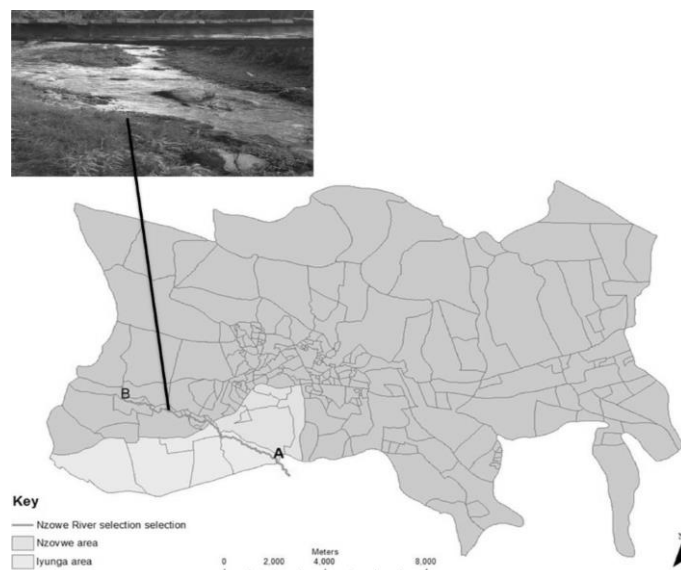 B
A
Key
Nzowe River selection selection
Nzovwe area
Iyunga area
Meters
0 2,000 4,000 8,000
N